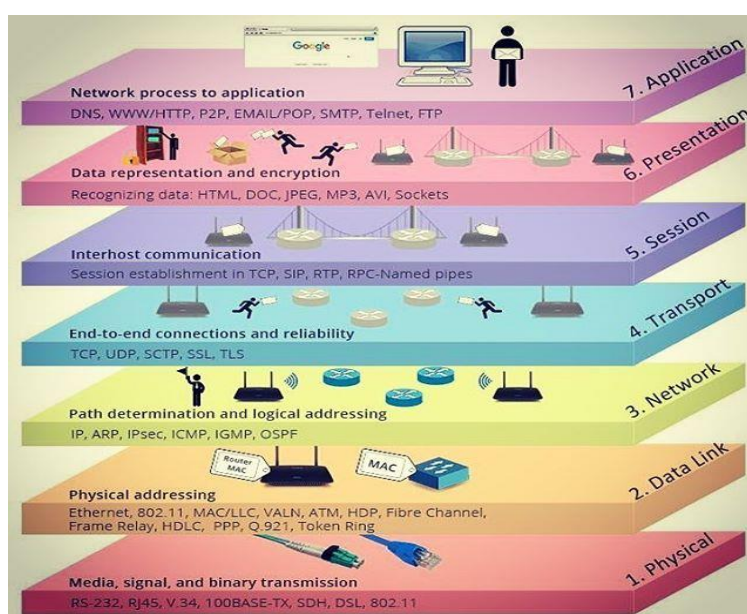 Google
7. Application
Network process to application
DNS, WWW/HTTP, P2P, EMAIL/POP, SMTP, Telnet, FTP
6. Presentation
Data representation and encryption
Recognizing data: HTML, DOC, JPEG, MP3, AVI, Sockets
5. Session
Interhost communication
Session establishment in TCP, SIP, RTP, RPC-Named pipes
4. Transport
End-to-end connections and reliability
TCP, UDP, SCTP, SSL, TLS
3. Network
Path determination and logical addressing
IP, ARP, IPsec, ICMP, IGMP, OSPF
Router
MAC
MAC
2. Data Link
Physical addressing
Ethernet, 802.11, MAC/LLC, VALN, ATM, HDP, Fibre Channel,
Frame Relay, HDLC, PPP, Q.921, Token Ring
1. Physical
Media, signal, and binary transmission
RS-232, RJ45, V.34, 100BASE-TX, SDH, DSL, 802.11